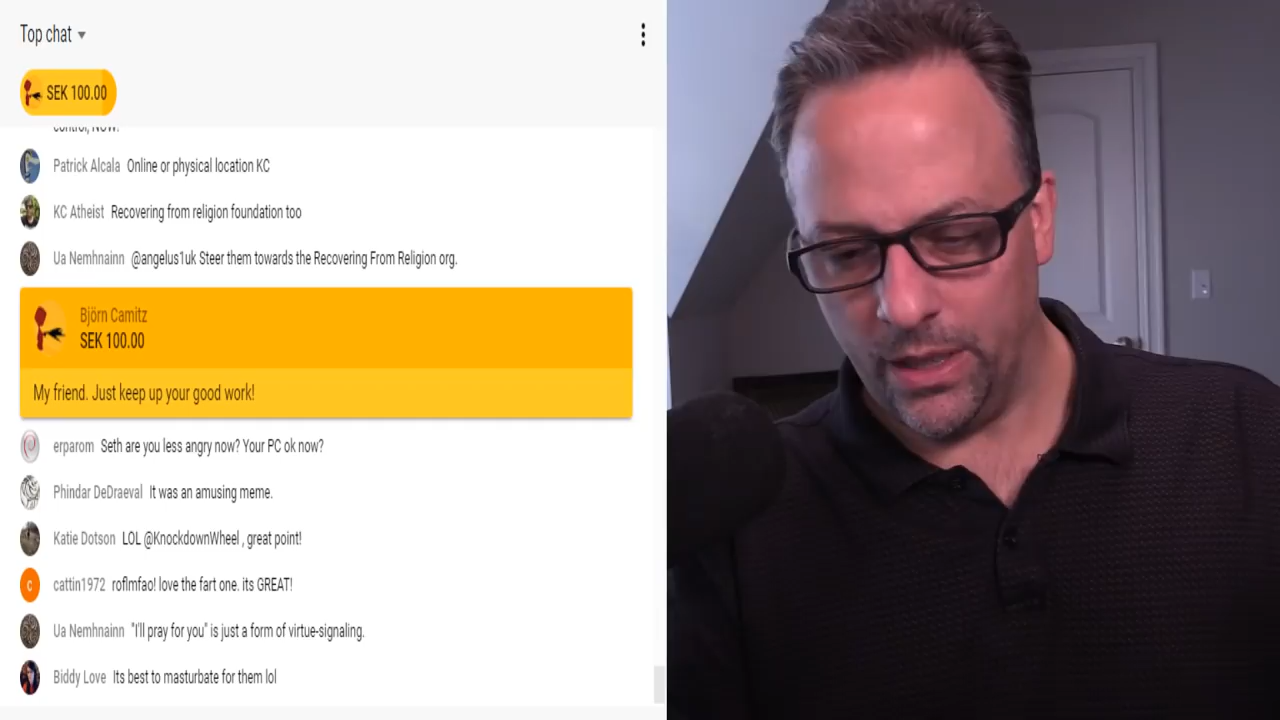 Top chat
SEK 100.00
control, NOW!
Patrick Alcala Online or physical location KC
KC Atheist Recovering from religion foundation too
Ua Nemhnainn @angelus1uk Steer them towards the Recovering From Religion org.
Björn Camitz
SEK 100.00
My friend. Just keep up your good work!
erparom Seth are you less angry now? Your PC ok now?
Phindar DeDraeval It was an amusing meme.
Katie Dotson LOL @KnockdownWheel , great point!
c cattin1972 roflmfao! love the fart one. its GREAT!
Ua Nemhnainn "I'll pray for you" is just a form of virtue-signaling.
Biddy Love Its best to masturbate for them lol